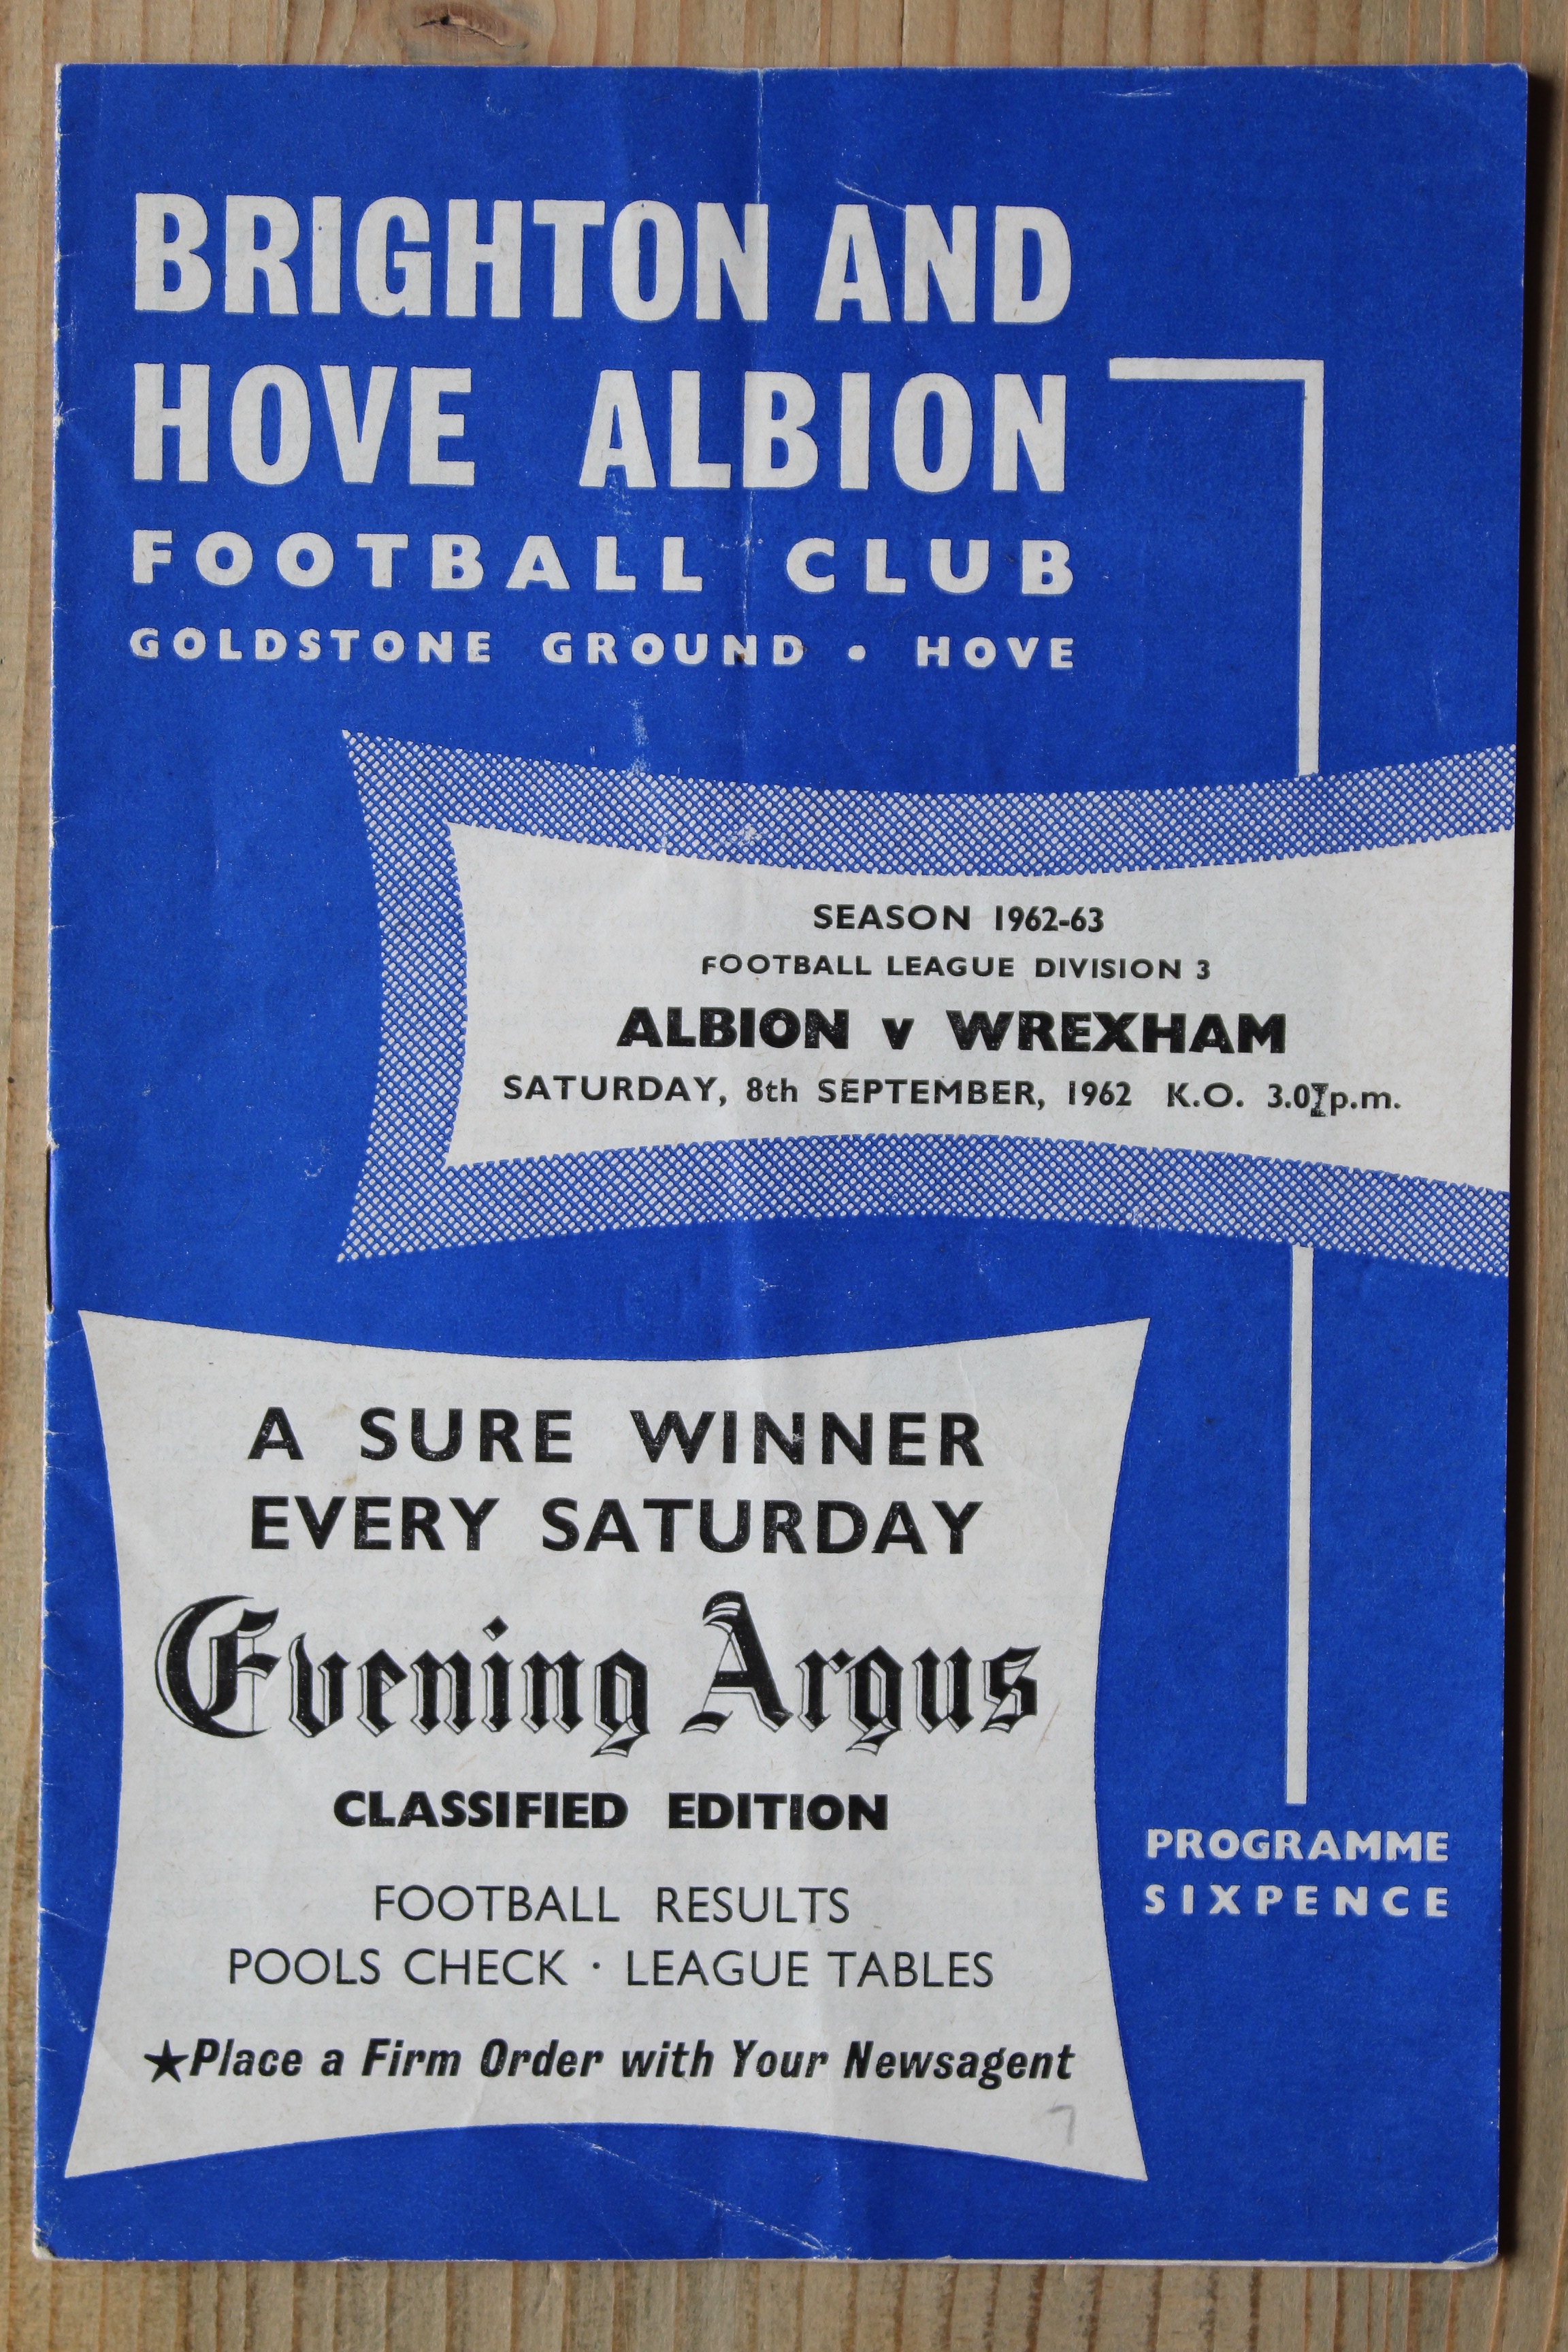 BRIGHTON AND
HOVE ALBION
FOOTBALL CLUB
GOLDSTONE GROUND • HOVE
SEASON 1962-63
FOOTBALL LEAGUE DIVISION 3
ALBION v WREXHAM
SATURDAY, 8th SEPTEMBER, 1962 K.O. p.m.
A SURE WINNER
EVERY SATURDAY
Evening Argus
CLASSIFIED EDITION
FOOTBALL RESULTS
POOLS CHECK · LEAGUE TABLES
★Place a Firm Order with Your Newsagent
7
PROGRAMME
SIXPENCE